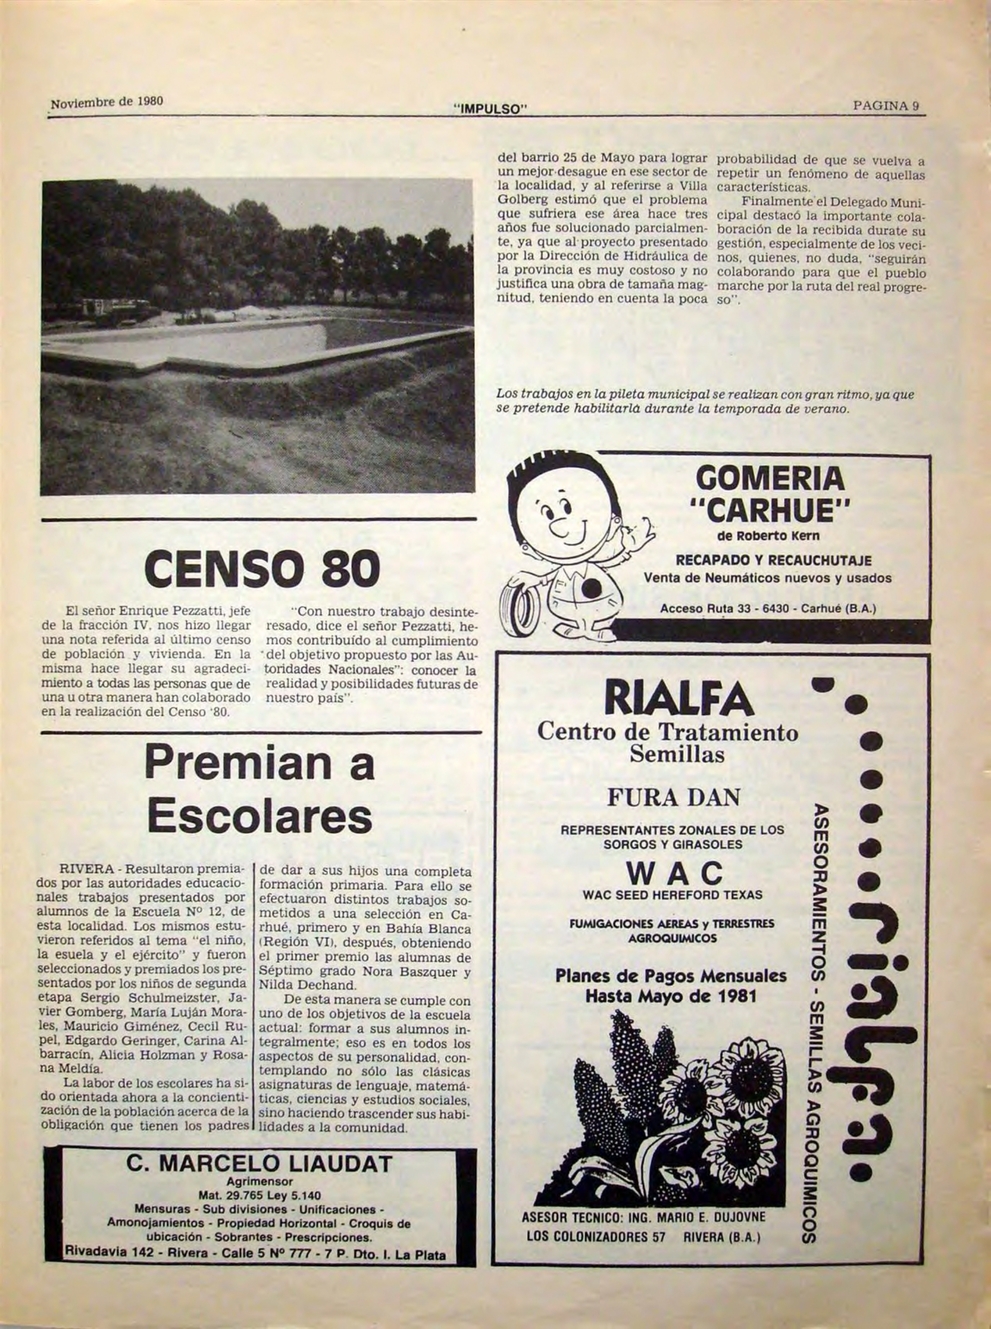 Noviembre de 1980
"IMPULSO"
PAGINA 9
del barrio 25 de Mayo para lograr
un mejor desague en ese sector de
la localidad, y al referirse a Villa
Golberg estimó que el problema
que sufriera ese área hace tres
años fue solucionado parcialmen-
te, ya que al proyecto presentado
por la Dirección de Hidráulica de
la provincia es muy costoso y no
justifica una obra de tamaña mag-
nitud, teniendo en cuenta la poca
probabilidad de que se vuelva a
repetir un fenómeno de aquellas
características.
Finalmente el Delegado Muni-
cipal destacó la importante cola-
boración de la recibida durate su
gestión, especialmente de los veci-
nos, quienes, no duda, "seguirán
colaborando para que el pueblo
marche por la ruta del real progre-
so".
Los trabajos en la pileta municipal se realizan con gran ritmo, ya que
se pretende habilitarla durante la temporada de verano.
CENSO 80
El señor Enrique Pezzatti, jefe
de la fracción IV, nos hizo llegar
una nota referida al último censo
de población y vivienda. En la
misma hace llegar su agradeci-
miento a todas las personas que de
una u otra manera han colaborado
en la realización del Censo '80.
"Con nuestro trabajo desinte-
resado, dice el señor Pezzatti, he-
mos contribuído al cumplimiento
del objetivo propuesto por las Au-
toridades Nacionales": conocer la
realidad y posibilidades futuras de
nuestro país".
Premian a
Escolares
RIVERA - Resultaron premia-
dos por las autoridades educacio-
nales trabajos presentados por
alumnos de la Escuela Nº 12, de
esta localidad. Los mismos estu-
vieron referidos al tema "el niño,
la esuela y el ejército" y fueron
seleccionados y premiados los pre-
sentados por los niños de segunda
etapa Sergio Schulmeizster, Ja-
vier Gomberg, María Luján Mora-
les, Mauricio Giménez, Cecil Ru-
pel, Edgardo Geringer, Carina Al-
barracín, Alicia Holzman y Rosa-
na Meldía.
La labor de los escolares ha si-
do orientada ahora a la concienti-
zación de la población acerca de la
obligación que tienen los padres
de dar a sus hijos una completa
formación primaria. Para ello se
efectuaron distintos trabajos so-
metidos a una selección en Ca-
rhué, primero y en Bahía Blanca
(Región VI), después, obteniendo
el primer premio las alumnas de
Séptimo grado Nora Baszquer y
Nilda Dechand.
De esta manera se cumple con
uno de los objetivos de la escuela
actual: formar a sus alumnos in-
tegralmente; eso es en todos los
aspectos de su personalidad, con-
templando no sólo las clásicas
asignaturas de lenguaje, matemá-
ticas, ciencias y estudios sociales,
sino haciendo trascender sus habi-
lidades a la comunidad.
C. MARCELO LIAUDAT
Agrimensor
Mat. 29.765 Ley 5.140
Mensuras - Sub divisiones - Unificaciones -
Amonojamientos - Propiedad Horizontal - Croquis de
ubicación - Sobrantes - Prescripciones.
Rivadavia 142 - Rivera - Calle 5 Nº 777 - 7 P. Dto. I. La Plata
GOMERIA
"CARHUE"
de Roberto Kern
RECAPADO Y RECAUCHUTAJE
Venta de Neumáticos nuevos y usados
Acceso Ruta 33 - 6430 - Carhué (B.A.)
RIALFA
Centro de Tratamiento
Semillas
FURA DAN
REPRESENTANTES ZONALES DE LOS
SORGOS Y GIRASOLES
W A C
WAC SEED HEREFORD TEXAS
FUMIGACIONES AEREAS y TERRESTRES
AGROQUIMICOS
Planes de Pagos Mensuales
Hasta Mayo de 1981
ASESOR TECNICO: ING. MARIO E. DUJOVNE
LOS COLONIZADORES 57 RIVERA (B.A.)
ASESORAMIENTOS - SEMILLAS AGROQUIMICOS
rialfa